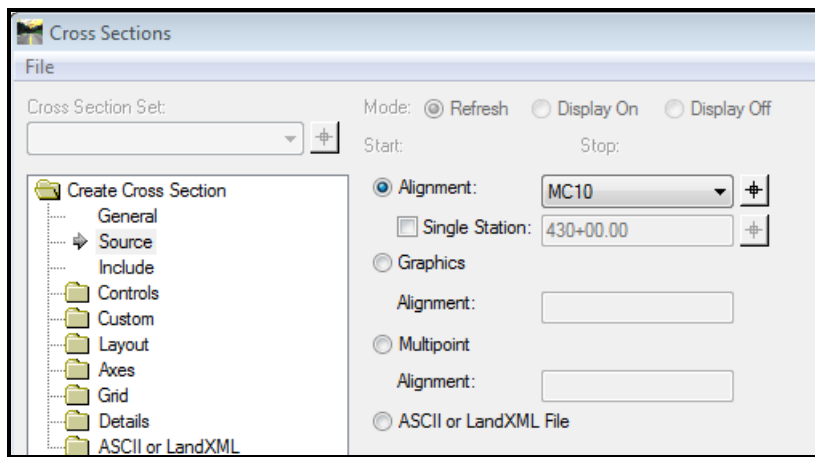 Cross Sections
File
Cross Section Set:
Mode: Refresh Display On Display Off
Start: Stop:
Create Cross Section
General
Source
Include
Controls
Custom
Layout
Axes
Grid
Details
ASCII or LandXML
Alignment: MC10
Single Station: 430+00.00
Graphics
Alignment:
Multipoint
Alignment:
ASCII or LandXML File